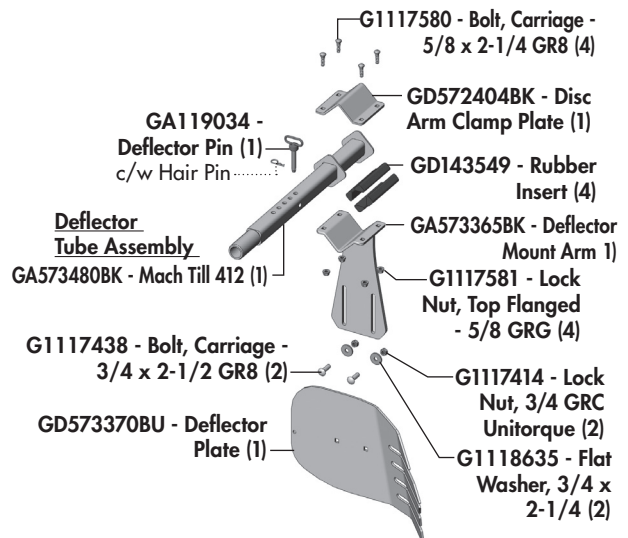 G1117580 - Bolt, Carriage -
5/8 x 2-1/4 GR8 (4)
GD572404BK - Disc
Arm Clamp Plate (1)
GA119034 -
Deflector Pin (1)
c/w Hair Pin
GD143549 - Rubber
Insert (4)
Deflector
Tube Assembly
GA573480BK - Mach Till 412 (1)
GA573365BK - Deflector
Mount Arm 1)
G1117581 - Lock
Nut, Top Flanged
- 5/8 GRG (4)
G1117438 - Bolt, Carriage -
3/4 x 2-1/2 GR8 (2)
G1117414 - Lock
Nut, 3/4 GRC
Unitorque (2)
GD573370BU - Deflector
Plate (1)
G1118635 - Flat
Washer, 3/4 x
2-1/4 (2)